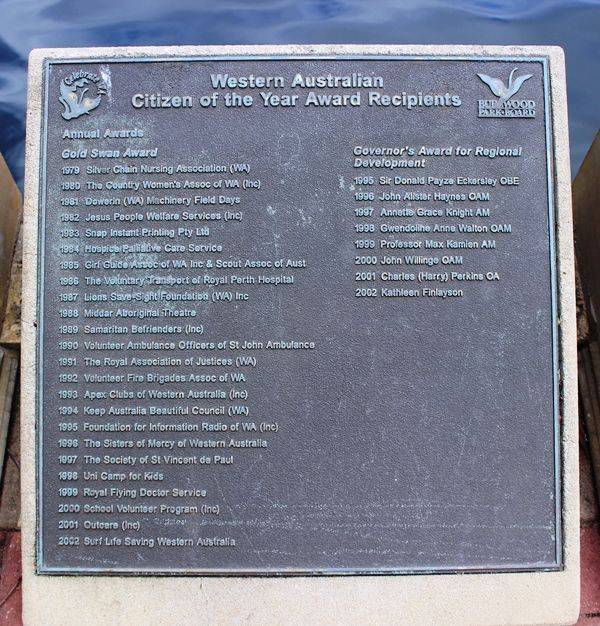 Celebrate
Western Australian
Citizen of the Year Award Recipients
BURSWOOD
PARK BOARD
Annual Awards
Gold Swan Award
1979 Silver Chain Nursing Association (WA)
1980 The Country Women's Assoc of WA (Inc)
1981 Dowerin (WA) Machinery Field Days
1982 Jesus People Welfare Services (Inc)
1983 Snap Instant Printing Pty Ltd
1984 Hospice Palliative Care Service
1985 Girl Guide Assoc of WA Inc & Scout Assoc of Aust
1986 The Voluntary Transport of Royal Perth Hospital
1987 Lions Save-Sight Foundation (WA) Inc
1988 Middar Aboriginal Theatre
1989 Samaritan Befrienders (Inc)
1990 Volunteer Ambulance Officers of St John Ambulance
1991 The Royal Association of Justices (WA)
1992 Volunteer Fire Brigades Assoc of WA
1993 Apex Clubs of Western Australia (Inc)
1994 Keep Australia Beautiful Council (WA)
1995 Foundation for Information Radio of WA (Inc)
1996 The Sisters of Mercy of Western Australia
1997 The Society of St Vincent de Paul
1998 Uni Camp for Kids
1999 Royal Flying Doctor Service
2000 School Volunteer Program (Inc)
2001 Outcare (Inc)
2002 Surf Life Saving Western Australia
Governor's Award for Regional
Development
1995 Sir Donald Payze Eckersley OBE
1996 John Alister Haynes OAM
1997 Annette Grace Knight AM
1998 Gwendoline Anne Walton OAM
1999 Professor Max Kamien AM
2000 John Willinge OAM
2001 Charles (Harry) Perkins OA
2002 Kathleen Finlayson